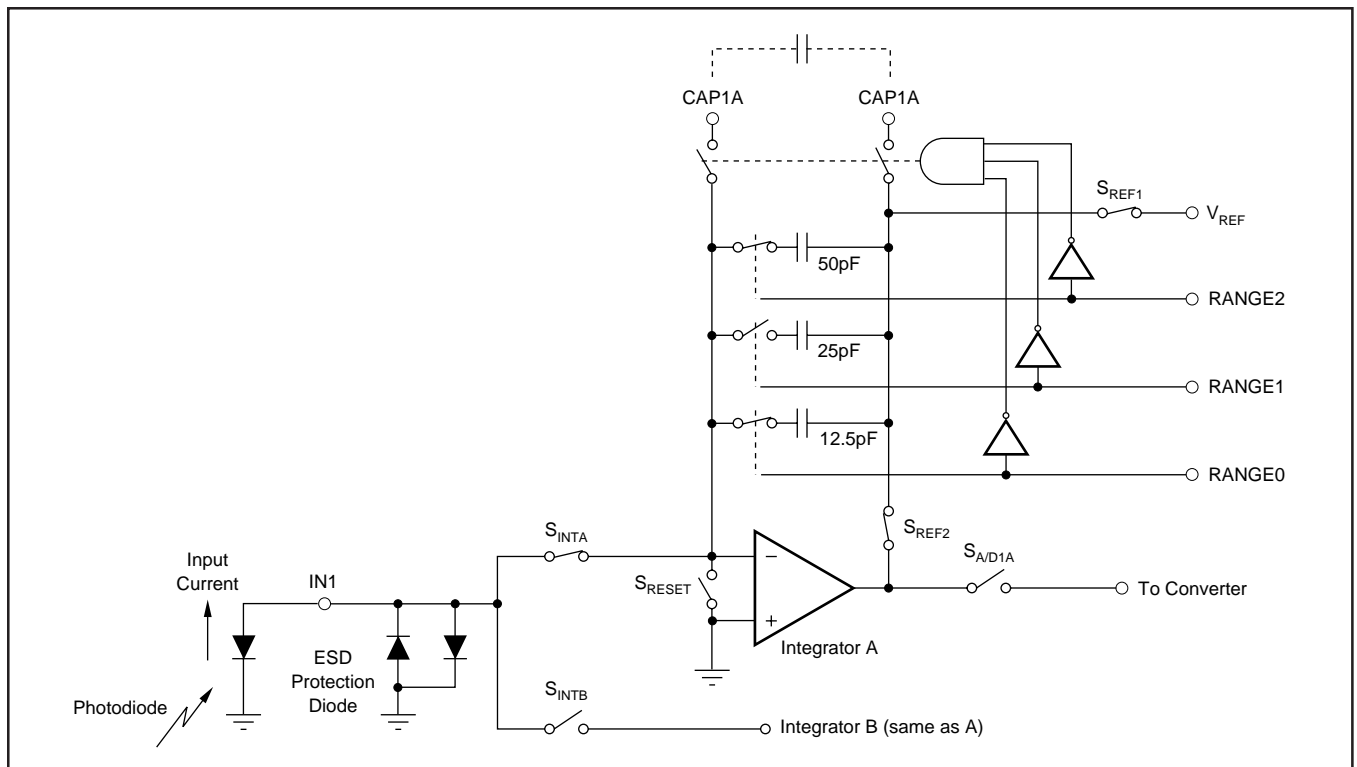 CAP1A
CAP1A
SREF1
VREF
50pF
RANGE2
25pF
RANGE1
12.5pF
RANGE0
SREF2
SINTA
Input
Current
IN1
SRESET
SA/D1A
To Converter
−
+
Integrator A
ESD
Protection
Diode
Photodiode
SINTB
Integrator B (same as A)